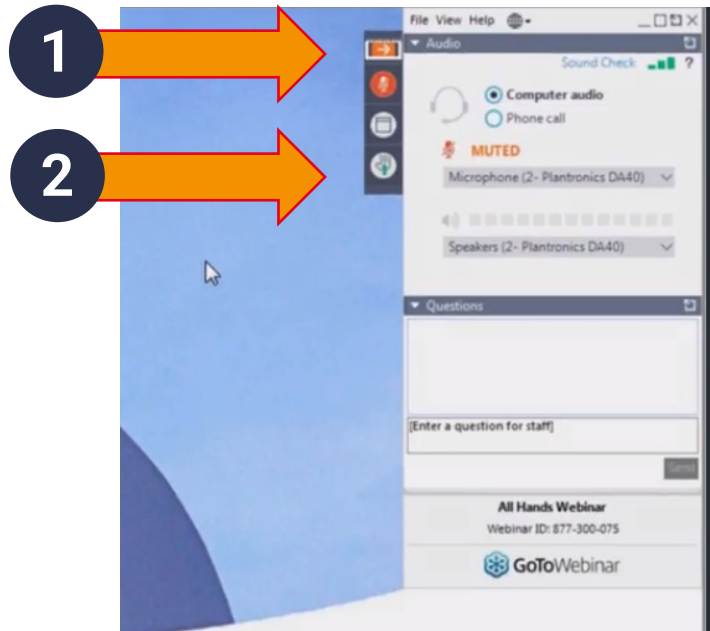 1
2
File View Help
Audio
Sound Check ?
Computer audio
Phone call
MUTED
Microphone (2- Plantronics DA40)
Speakers (2- Plantronics DA40)
Questions
[Enter a question for staff]
Send
All Hands Webinar
Webinar ID: 877-300-075
GoToWebinar